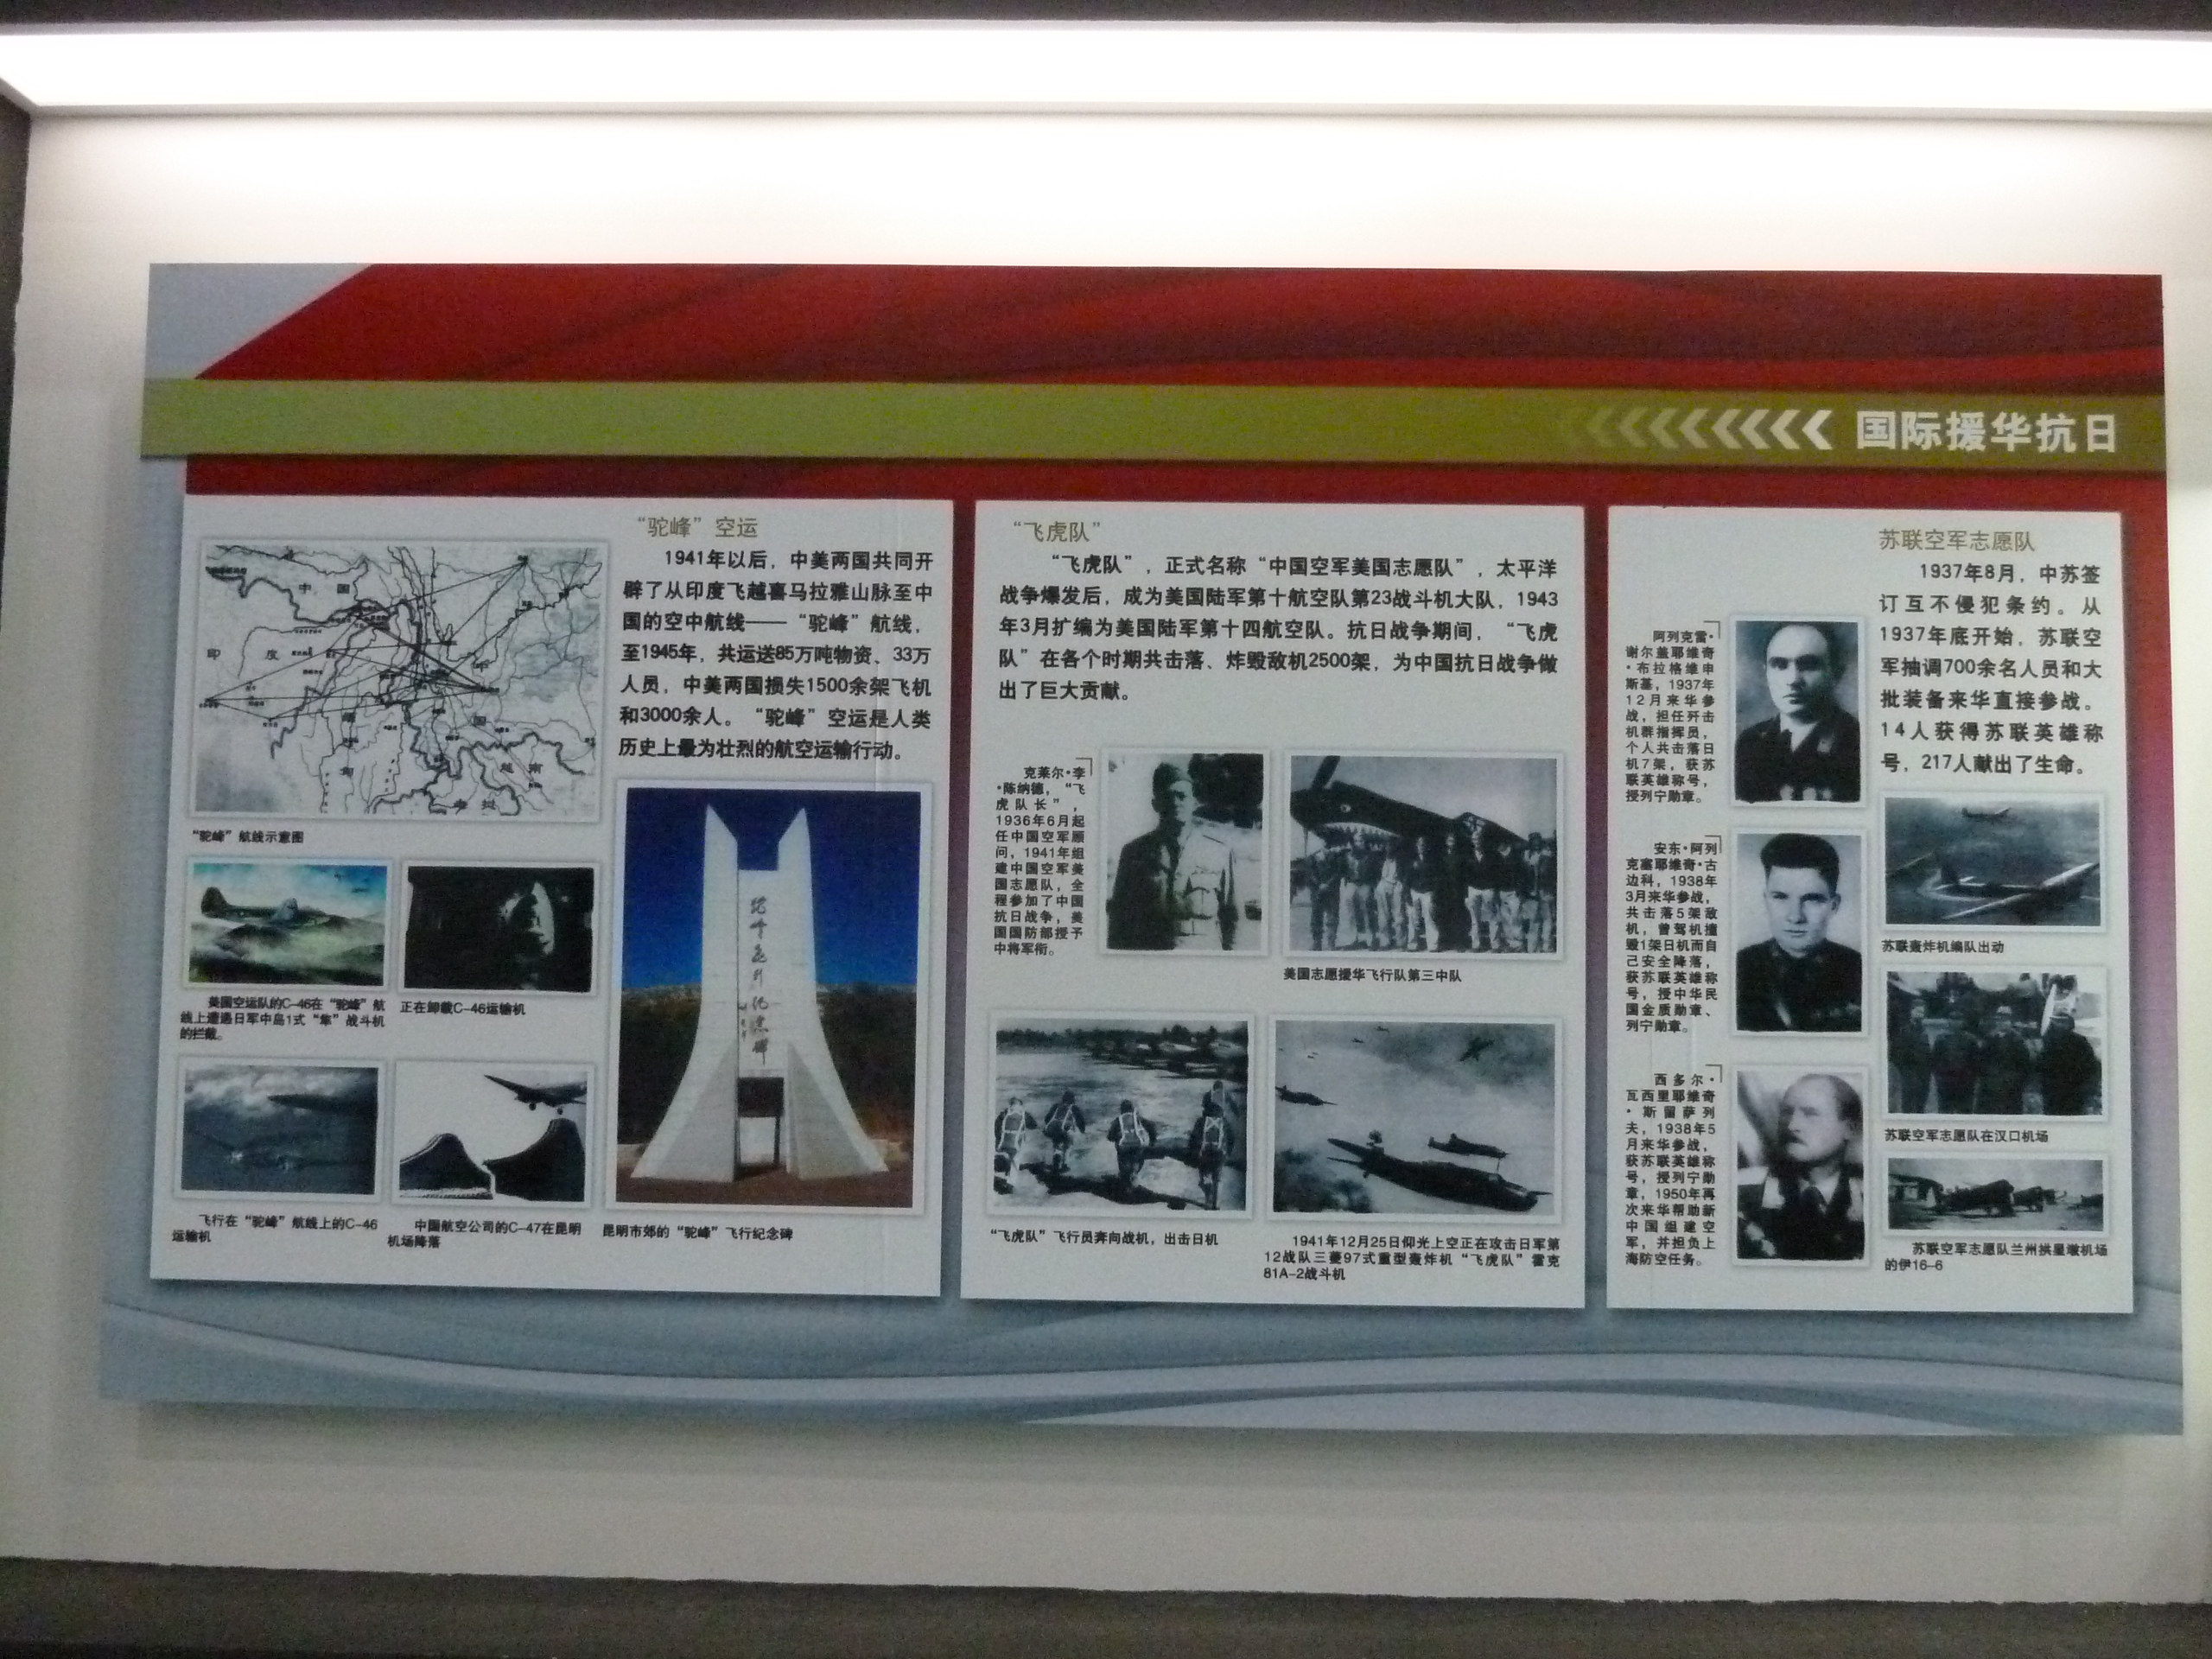 国际援华抗日
“驼峰”空运
1941年以后，中美两国共同开
辟了从印度飞越喜马拉雅山脉至中
国的空中航线——“驼峰”航线，
至1945年，共运送85万吨物资、33万
人员，中美两国损失1500余架飞机
和3000余人。“驼峰”空运是人类
历史上最为壮烈的航空运输行动。
中 国
印 度
缅
甸
越 南
“驼峰”航线示意图
美国空运队的C-46在“驼峰”航
线上遭遇日军中岛1式“隼”战斗机
的拦截。
正在卸载C-46运输机
飞行在“驼峰”航线上的C-46
运输机
中国航空公司的C-47在昆明
机场降落
昆明市郊的“驼峰”飞行纪念碑
“飞虎队”
“飞虎队”，正式名称“中国空军美国志愿队”，太平洋
战争爆发后，成为美国陆军第十航空队第23战斗机大队，1943
年3月扩编为美国陆军第十四航空队。抗日战争期间，“飞虎
队”在各个时期共击落、炸毁敌机2500架，为中国抗日战争做
出了巨大贡献。
克莱尔·李
·陈纳德，“飞
虎队长”，
1936年6月起
任中国空军顾
问，1941年组
建中国空军美
国志愿队，全
程参加了中国
抗日战争，美
国国防部授予
中将军衔。
美国志愿援华飞行队第三中队
“飞虎队”飞行员奔向战机，出击日机
1941年12月25日仰光上空正在攻击日军第
12战队三菱97式重型轰炸机“飞虎队”霍克
81A-2战斗机
苏联空军志愿队
1937年8月，中苏签
订互不侵犯条约。从
1937年底开始，苏联空
军抽调700余名人员和大
批装备来华直接参战。
14人获得苏联英雄称
号，217人献出了生命。
阿列克雷·
谢尔盖耶维奇
·布拉格维申
斯基，1937年
12月来华参
战，担任歼击
机群指挥员，
个人共击落日
机7架，获苏
联英雄称号，
授列宁勋章。
安东·阿列
克塞耶维奇·古
边科，1938年
3月来华参战，
共击落5架敌
机，曾驾机撞
毁1架日机而自
己安全降落，
获苏联英雄称
号，授中华民
国金质勋章、
列宁勋章。
西多尔·
瓦西里耶维奇
·斯留萨列
夫，1938年5
月来华参战，
获苏联英雄称
号，授列宁勋
章，1950年再
次来华帮助新
中国组建空
军，并担负上
海防空任务。
苏联轰炸机编队出动
苏联空军志愿队在汉口机场
苏联空军志愿队兰州拱星墩机场
的伊16-6